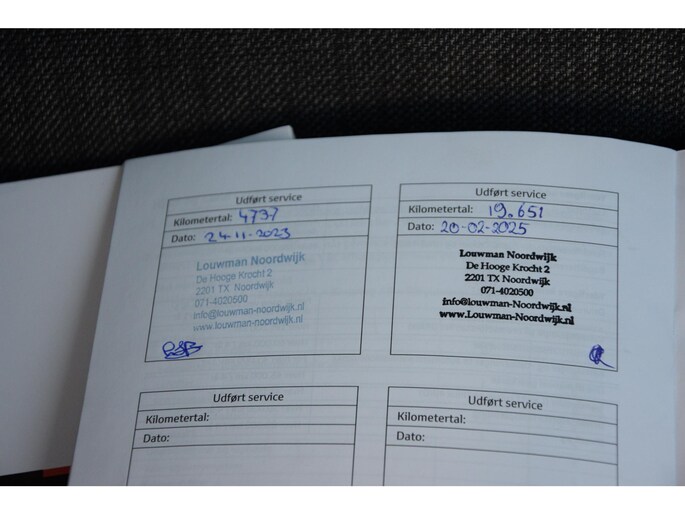 Udført service
Kilometertal: 4737
Dato: 24-11-2023
Louwman Noordwijk
De Hooge Krocht 2
2201 TX Noordwijk
071-4020500
info@louwman-noordwijk.nl
www.louwman-noordwijk.nl
Udført service
Kilometertal: 19.651
Dato: 20-02-2025
Louwman Noordwijk
De Hooge Krocht 2
2201 TX Noordwijk
071-4020500
info@louwman-noordwijk.nl
www.Louwman-Noordwijk.nl
Udført service
Kilometertal:
Dato:
Udført service
Kilometertal:
Dato: